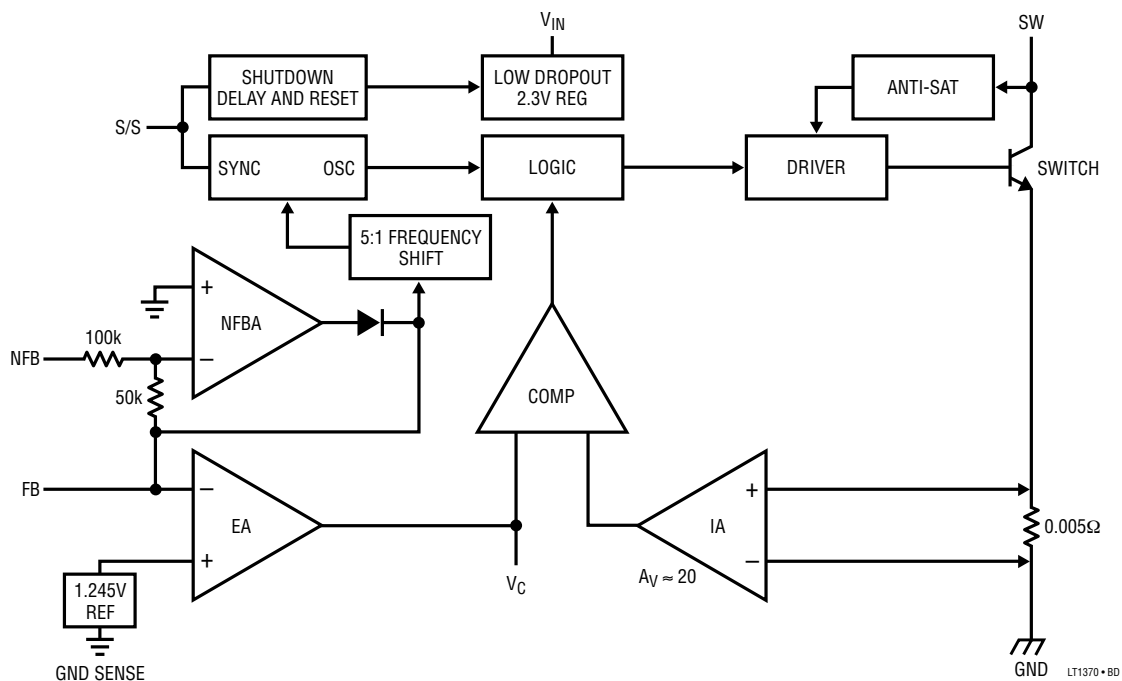 V_IN
SW
SHUTDOWN
DELAY AND RESET
LOW DROPOUT
2.3V REG
ANTI-SAT
S/S
SYNC
OSC
LOGIC
DRIVER
SWITCH
5:1 FREQUENCY
SHIFT
+
NFBA
100k
NFB
–
50k
COMP
FB
–
+
EA
IA
0.005Ω
+
–
A_V ≈ 20
V_C
1.245V
REF
GND SENSE
GND
LT1370 • BD